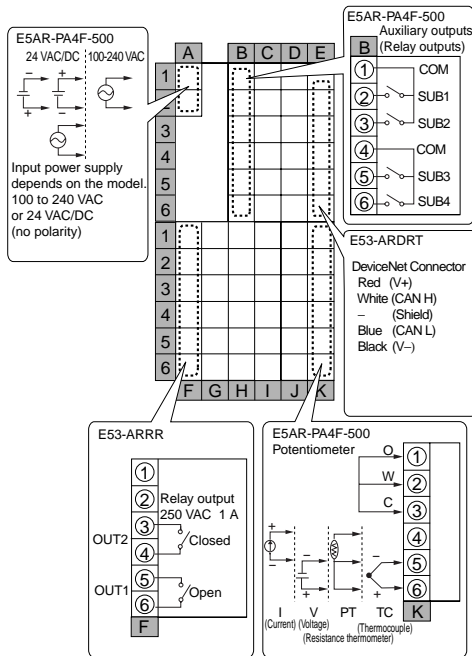 E5AR-PA4F-500
24 VAC/DC 100-240 VAC
− + 
+ −
Input power supply
depends on the model.
100 to 240 VAC
or 24 VAC/DC
(no polarity)
A B C D E
1
2
3
4
5
6
1
2
3
4
5
6
F G H I J K
E5AR-PA4F-500
Auxiliary outputs
(Relay outputs)
B
1 COM
2 SUB1
3 SUB2
4 COM
5 SUB3
6 SUB4
E53-ARDRT
DeviceNet Connector
Red (V+)
White (CAN H)
− (Shield)
Blue (CAN L)
Black (V−)
E53-ARRR
1
2
Relay output
250 VAC 1 A
OUT2 3
4 Closed
OUT1 5
6 Open
F
E5AR-PA4F-500
Potentiometer
O 1
W 2
C 3
4
5
6
+
−
−
+
−
+
I V PT TC
(Current) (Voltage) (Thermocouple)
(Resistance thermometer)
K